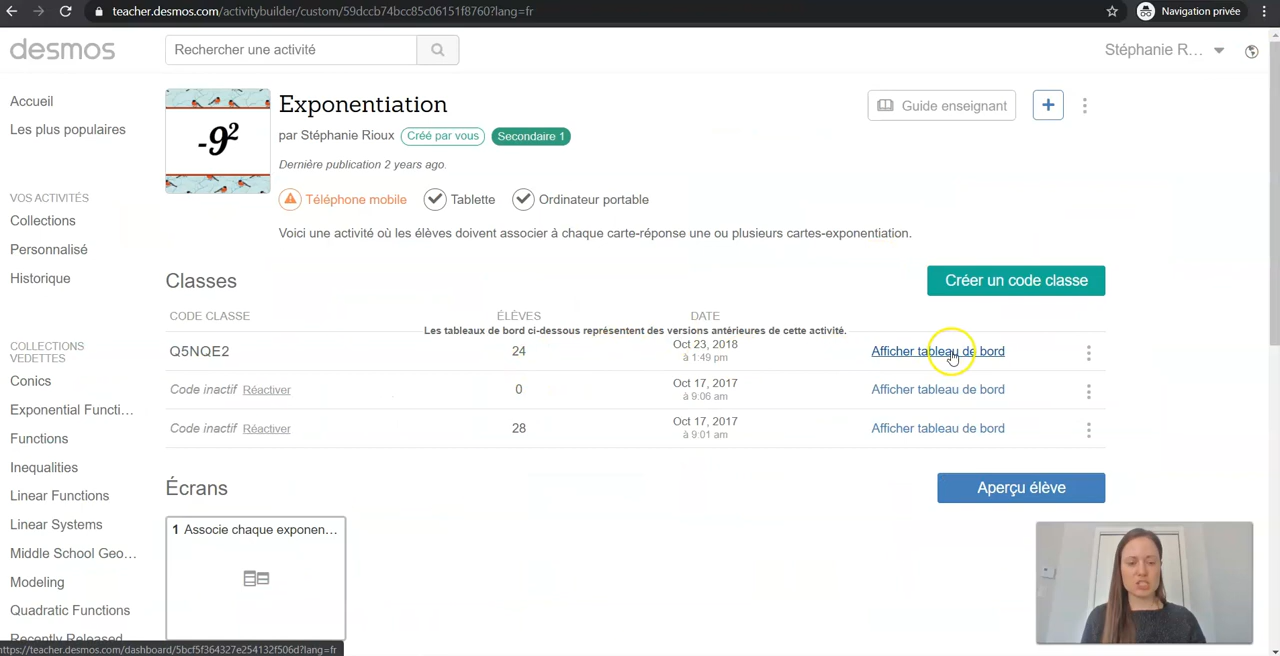 teacher.desmos.com/activitybuilder/custom/59dccb74bcc85c06151f8760?lang=fr
Navigation privée
desmos
Rechercher une activité
Stéphanie R...
Accueil
Les plus populaires
VOS ACTIVITÉS
Collections
Personnalisé
Historique
COLLECTIONS
VEDETTES
Conics
Exponential Functi...
Functions
Inequalities
Linear Functions
Linear Systems
Middle School Geo...
Modeling
Quadratic Functions
Recently Released
-9²
Exponentiation
par Stéphanie Rioux Créé par vous Secondaire 1
Dernière publication 2 years ago.
Guide enseignant
Téléphone mobile Tablette Ordinateur portable
Voici une activité où les élèves doivent associer à chaque carte-réponse une ou plusieurs cartes-exponentiation.
Classes
Créer un code classe
CODE CLASSE ÉLÈVES DATE
Les tableaux de bord ci-dessous représentent des versions antérieures de cette activité.
Q5NQE2 24 Oct 23, 2018 à 1:49 pm Afficher tableau de bord
Code inactif Réactiver 0 Oct 17, 2017 à 9:06 am Afficher tableau de bord
Code inactif Réactiver 28 Oct 17, 2017 à 9:01 am Afficher tableau de bord
Écrans
Aperçu élève
1 Associe chaque exponen...
https://teacher.desmos.com/dashboard/5bcf5f364327e254132f506d?lang=fr